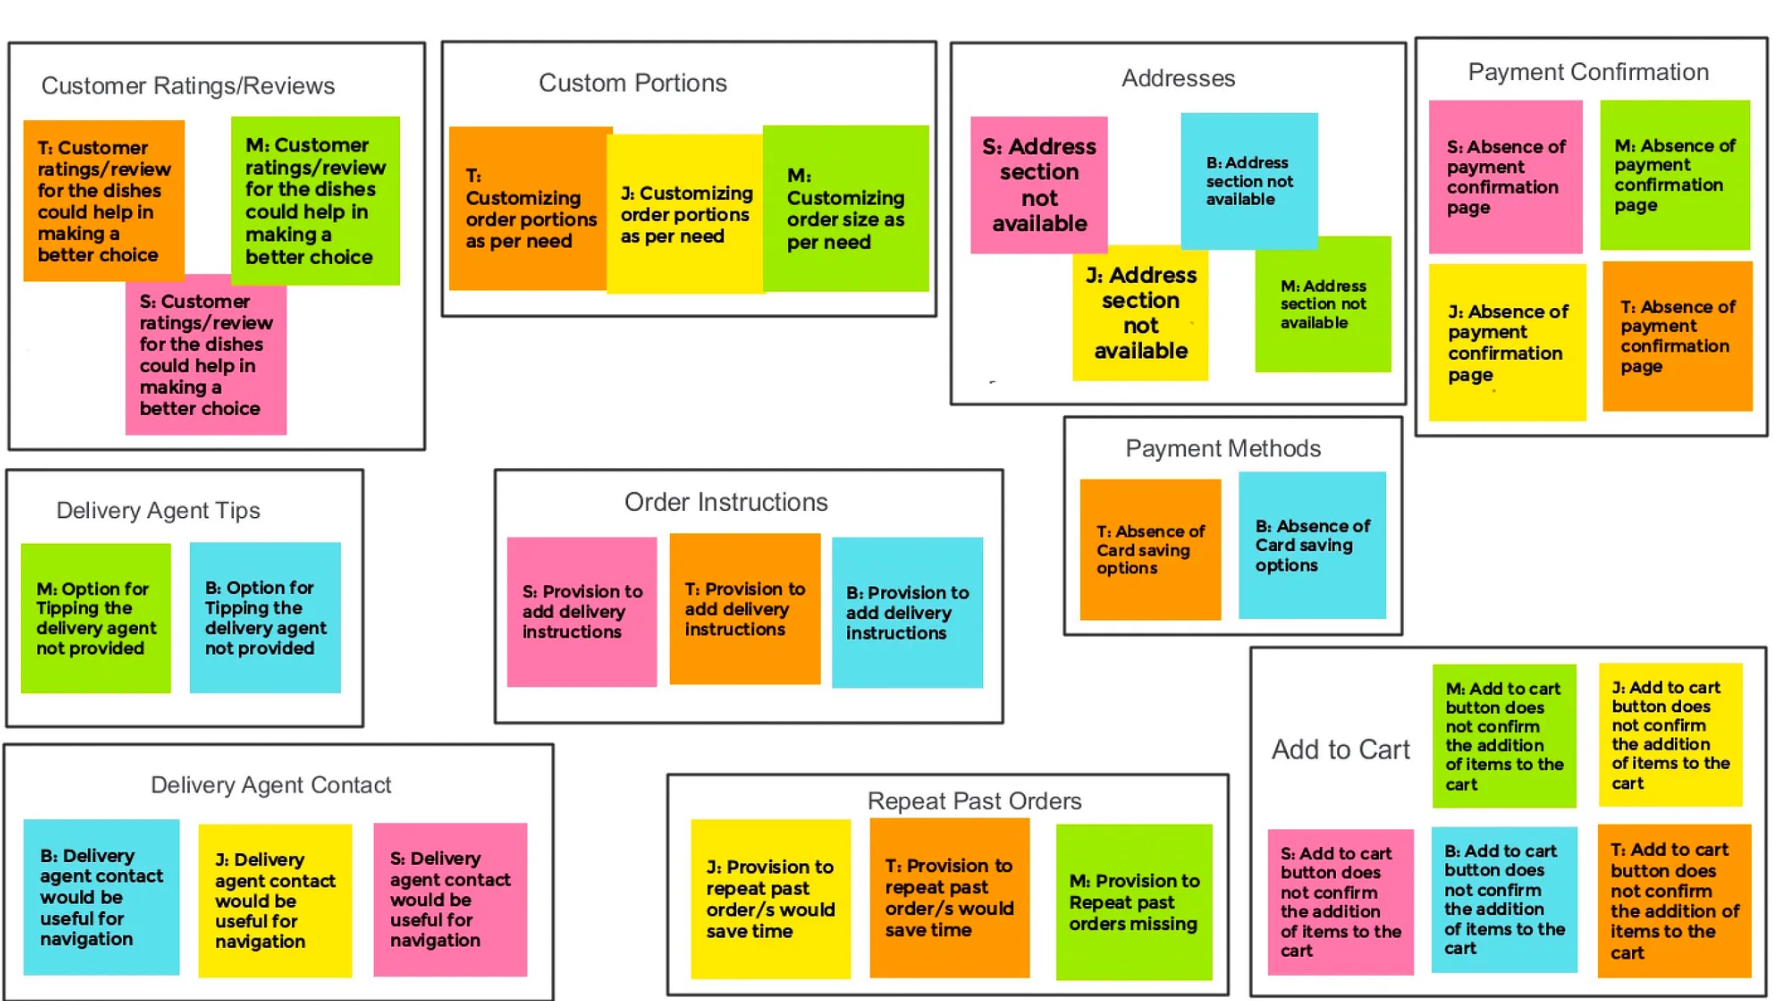 Customer Ratings/Reviews
T: Customer
ratings/review
for the dishes
could help in
making a
better choice
M: Customer
ratings/review
for the dishes
could help in
making a
better choice
S: Customer
ratings/review
for the dishes
could help in
making a
better choice
Custom Portions
T:
Customizing
order portions
as per need
J: Customizing
order portions
as per need
M:
Customizing
order size as
per need
Addresses
S: Address
section
not
available
B: Address
section not
available
J: Address
section
not
available
M: Address
section not
available
Payment Confirmation
S: Absence of
payment
confirmation
page
M: Absence of
payment
confirmation
page
J: Absence of
payment
confirmation
page
T: Absence of
payment
confirmation
page
Delivery Agent Tips
M: Option for
Tipping the
delivery agent
not provided
B: Option for
Tipping the
delivery agent
not provided
Order Instructions
S: Provision to
add delivery
instructions
T: Provision to
add delivery
instructions
B: Provision to
add delivery
instructions
Payment Methods
T: Absence of
Card saving
options
B: Absence of
Card saving
options
Delivery Agent Contact
B: Delivery
agent contact
would be
useful for
navigation
J: Delivery
agent contact
would be
useful for
navigation
S: Delivery
agent contact
would be
useful for
navigation
Repeat Past Orders
J: Provision to
repeat past
order/s would
save time
T: Provision to
repeat past
order/s would
save time
M: Provision to
Repeat past
orders missing
Add to Cart
M: Add to cart
button does
not confirm
the addition
of items to the
cart
J: Add to cart
button does
not confirm
the addition
of items to the
cart
S: Add to cart
button does
not confirm
the addition
of items to the
cart
B: Add to cart
button does
not confirm
the addition
of items to the
cart
T: Add to cart
button does
not confirm
the addition of
items to the
cart